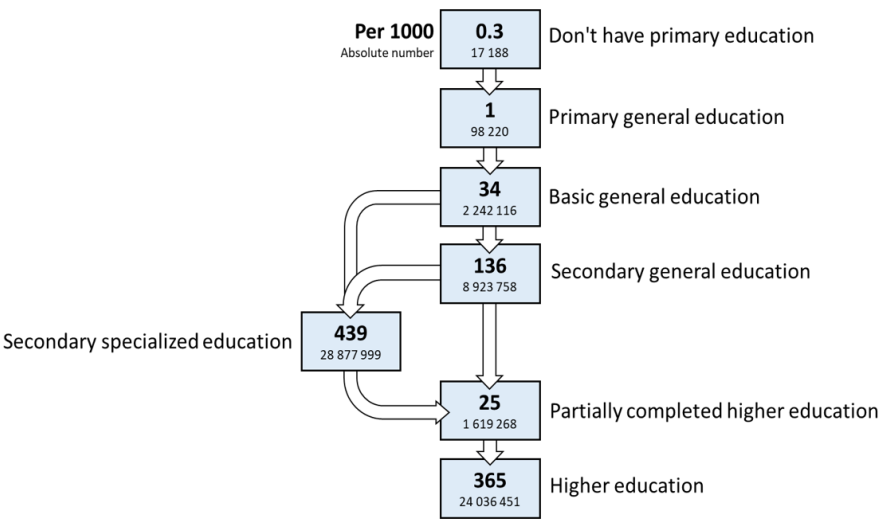 Per 1000
Absolute number
0.3
17 188
Don't have primary education
1
98 220
Primary general education
34
2 242 116
Basic general education
136
8 923 758
Secondary general education
Secondary specialized education
439
28 877 999
25
1 619 268
Partially completed higher education
365
24 036 451
Higher education